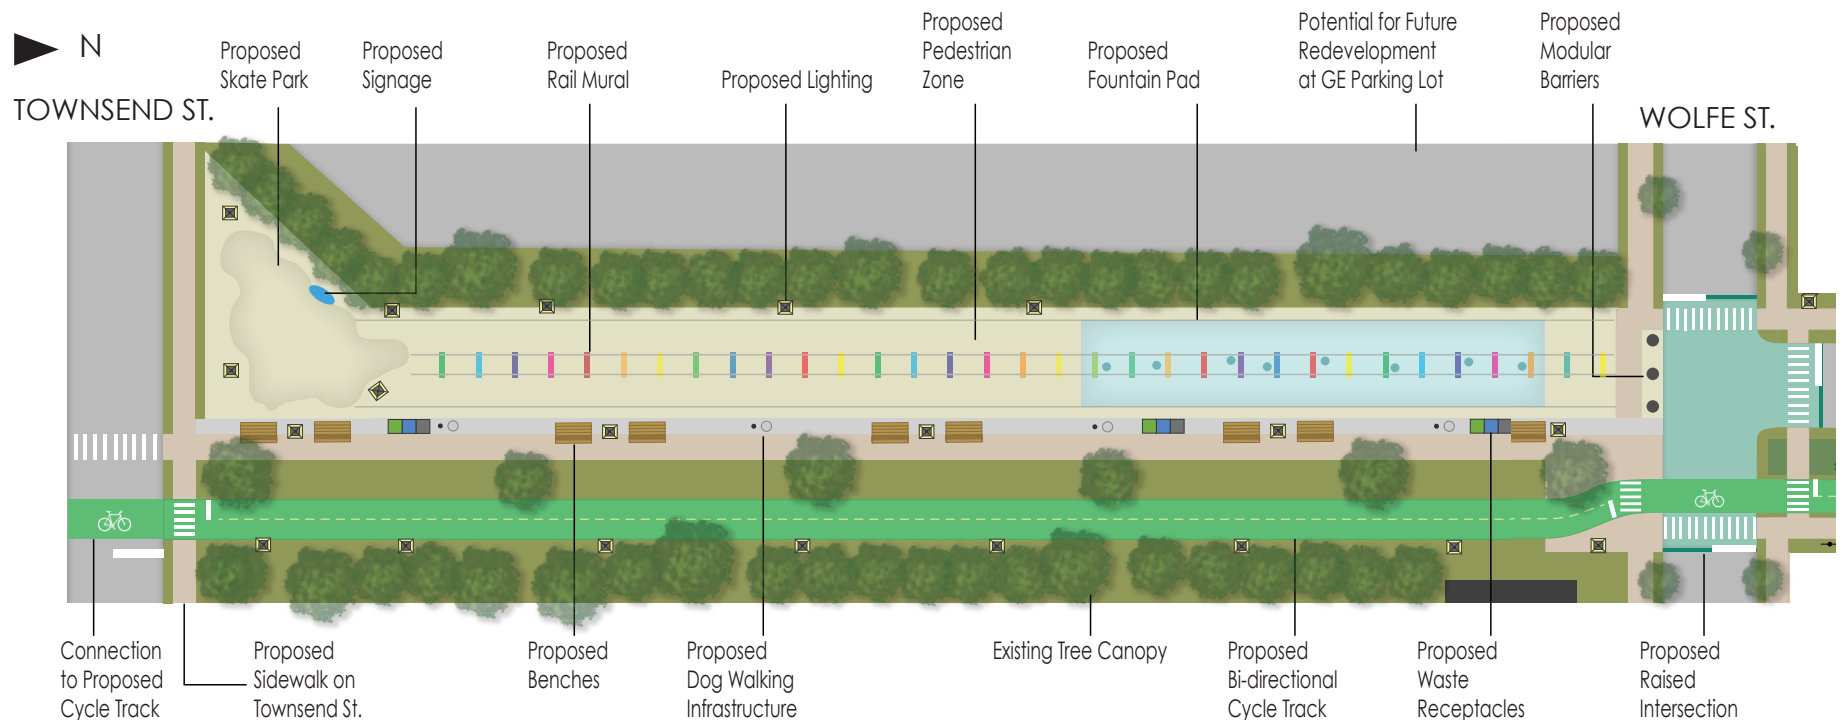 N
TOWNSEND ST.
Proposed
Skate Park
Proposed
Signage
Proposed
Rail Mural
Proposed Lighting
Proposed
Pedestrian
Zone
Proposed
Fountain Pad
Potential for Future
Redevelopment
at GE Parking Lot
Proposed
Modular
Barriers
WOLFE ST.
Connection
to Proposed
Cycle Track
Proposed
Sidewalk on
Townsend St.
Proposed
Benches
Proposed
Dog Walking
Infrastructure
Existing Tree Canopy
Proposed
Bi-directional
Cycle Track
Proposed
Waste
Receptacles
Proposed
Raised
Intersection